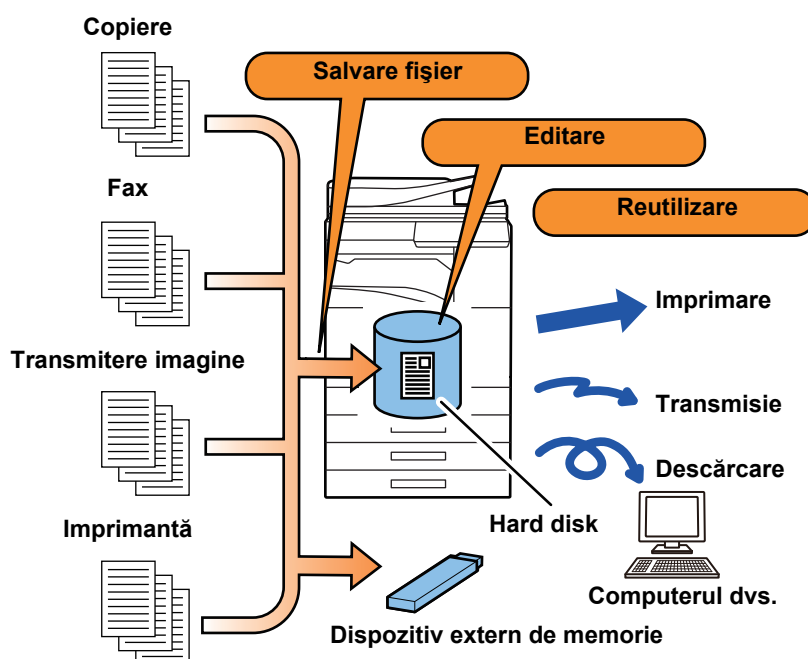 Copiere
Salvare fişier
Editare
Fax
Reutilizare
Imprimare
Transmitere imagine
Transmisie
Descărcare
Hard disk
Imprimantă
Computerul dvs.
Dispozitiv extern de memorie